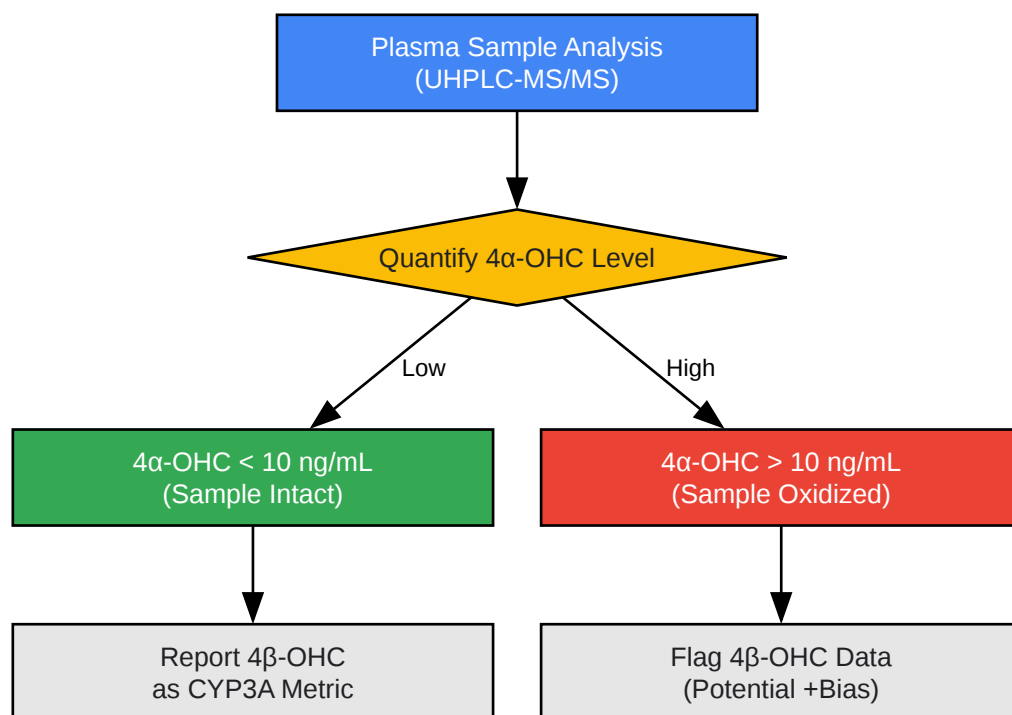 Plasma Sample Analysis
(UHPLC-MS/MS)
Quantify 4α-OHC Level
Low
High
4α-OHC < 10 ng/mL
(Sample Intact)
4α-OHC > 10 ng/mL
(Sample Oxidized)
Report 4β-OHC
as CYP3A Metric
Flag 4β-OHC Data
(Potential +Bias)